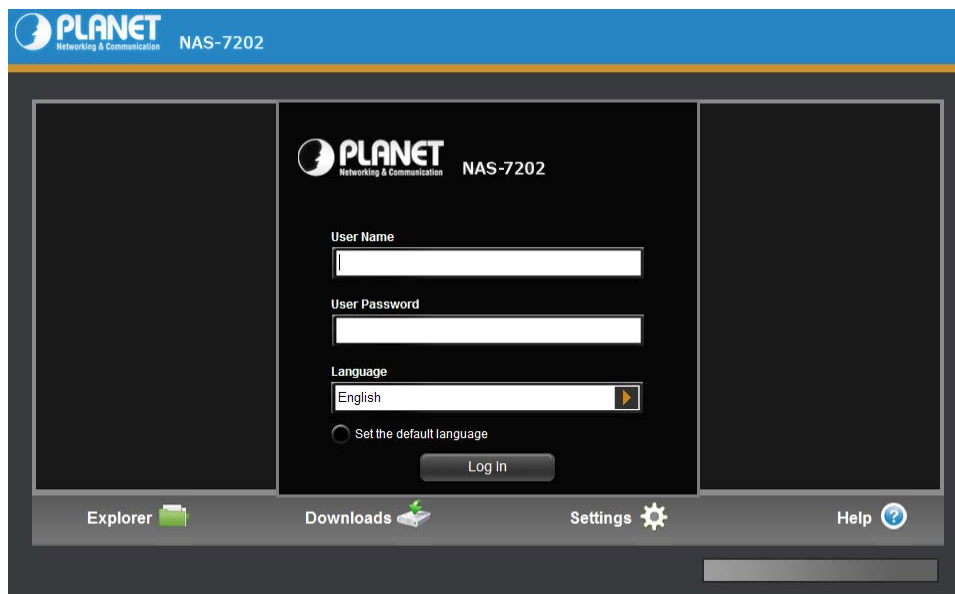 PLANET
Networking & Communication
NAS-7202
PLANET
Networking & Communication
NAS-7202
User Name
User Password
Language
English
Set the default language
Log In
Explorer
Downloads
Settings
Help ?